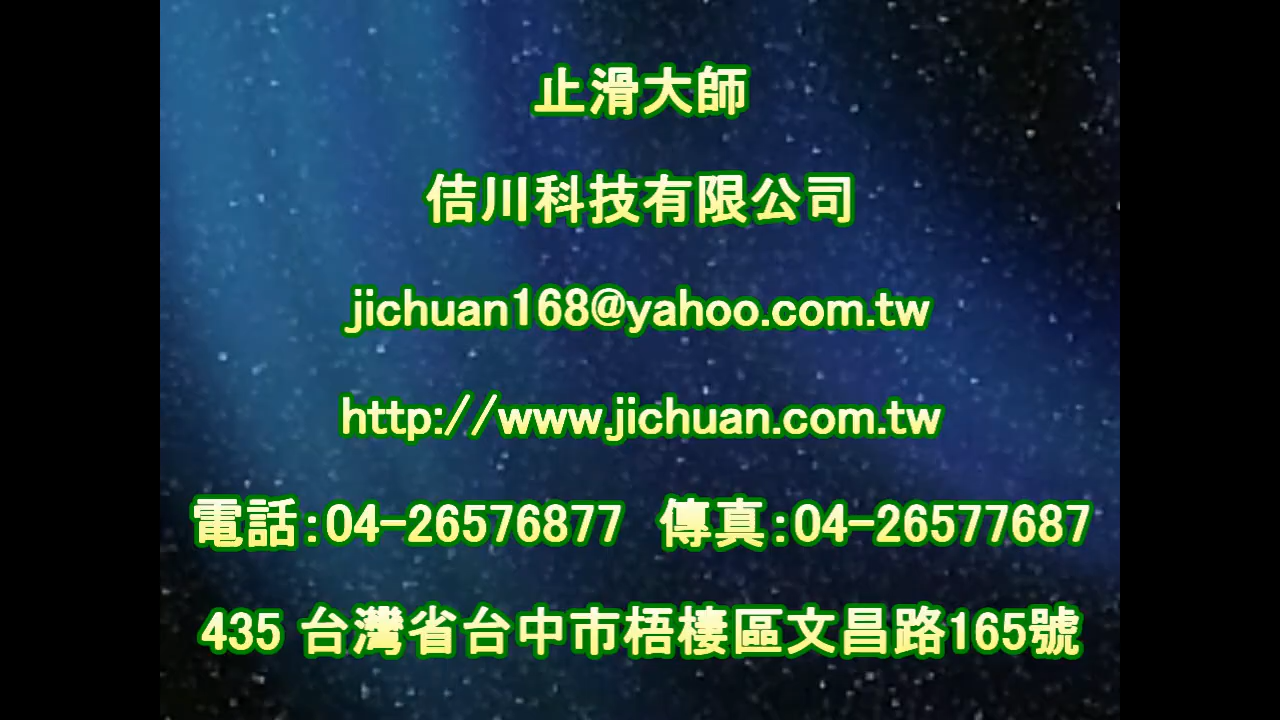 止滑大師
佶川科技有限公司
jichuan168@yahoo.com.tw
http://www.jichuan.com.tw
電話:04-26576877 傳真:04-26577687
435 台灣省台中市梧棲區文昌路165號